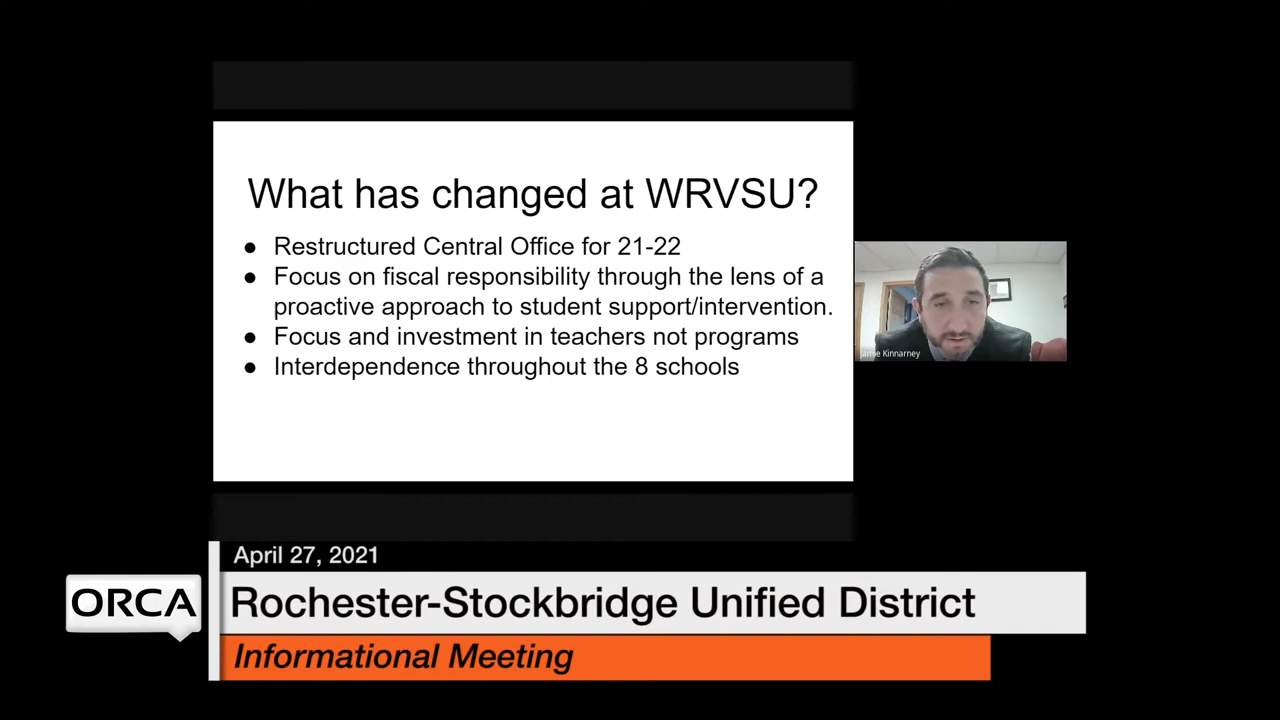 What has changed at WRVSU?
● Restructured Central Office for 21-22
● Focus on fiscal responsibility through the lens of a
proactive approach to student support/intervention.
● Focus and investment in teachers not programs
● Interdependence throughout the 8 schools
Jamie Kinnarney
April 27, 2021
ORCA
Rochester-Stockbridge Unified District
Informational Meeting